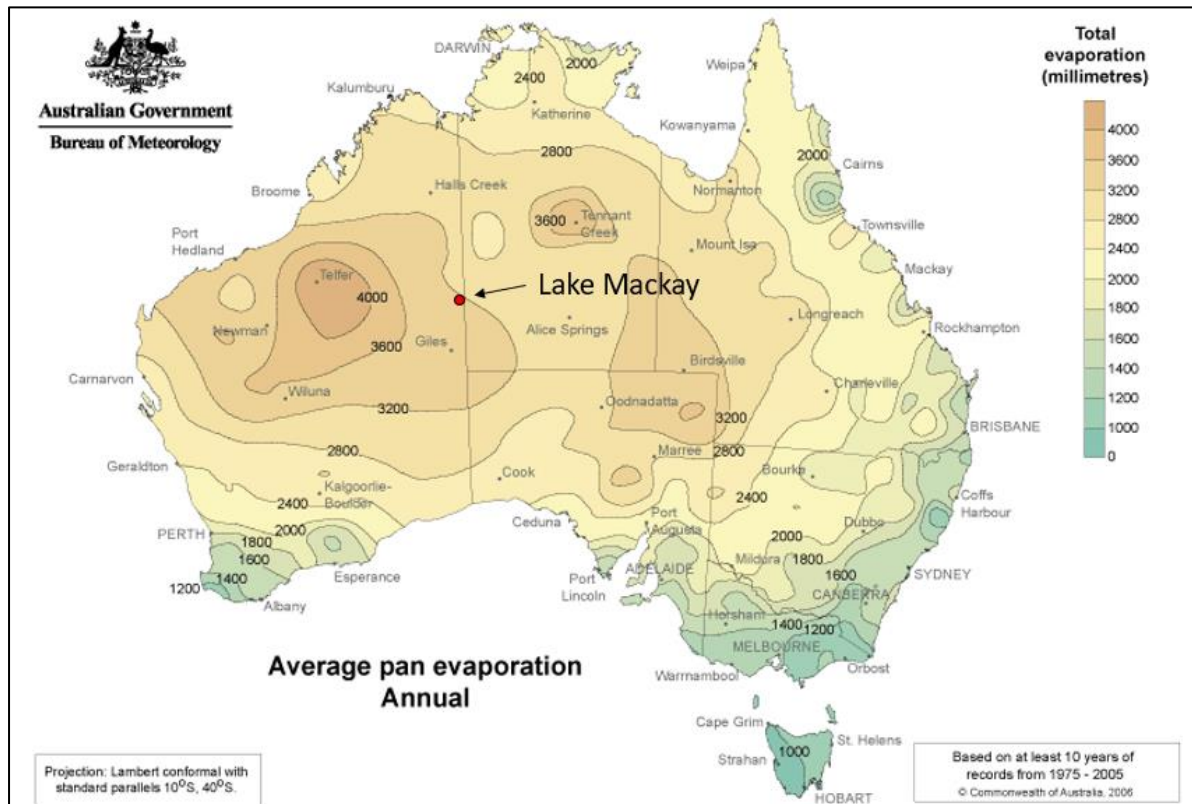 Australian Government
Bureau of Meteorology
Total
evaporation
(millimetres)
4000
3600
3200
2800
2400
2000
1800
1600
1400
1200
1000
0
DARWIN
2000
2400
Weipa
Kalumburu
Katherine
Kowanyama
2800
2000
Cairns
Halls Creek
Normanton
Broome
3600
Tennant
Creek
Townsville
Port
Hedland
Mount Isa
Telfer
Mackay
Lake Mackay
4000
Longreach
Newman
Alice Springs
Rockhampton
3600
Giles
Birdsville
Carnarvon
Charleville
Wiluna
3200
Oodnadatta
3200
BRISBANE
2800
Marree
2800
Geraldton
Cook
Bourke
Kalgoorlie-
Boulder
2400
2400
Coffs
Harbour
Ceduna
Port
Augusta
Dubbo
PERTH
2000
1800
2000
1600
Mildura
1800
Esperance
ADELAIDE
1600
SYDNEY
1200
1400
Port
Lincoln
CANBERRA
Albany
Horsham
1400
1200
MELBOURNE
Orbost
Warrnambool
Average pan evaporation
Annual
Cape Grim
St. Helens
1000
Strahan
HOBART
Projection: Lambert conformal with
standard parallels 10°S, 40°S.
Based on at least 10 years of
records from 1975 - 2005
© Commonwealth of Australia, 2006